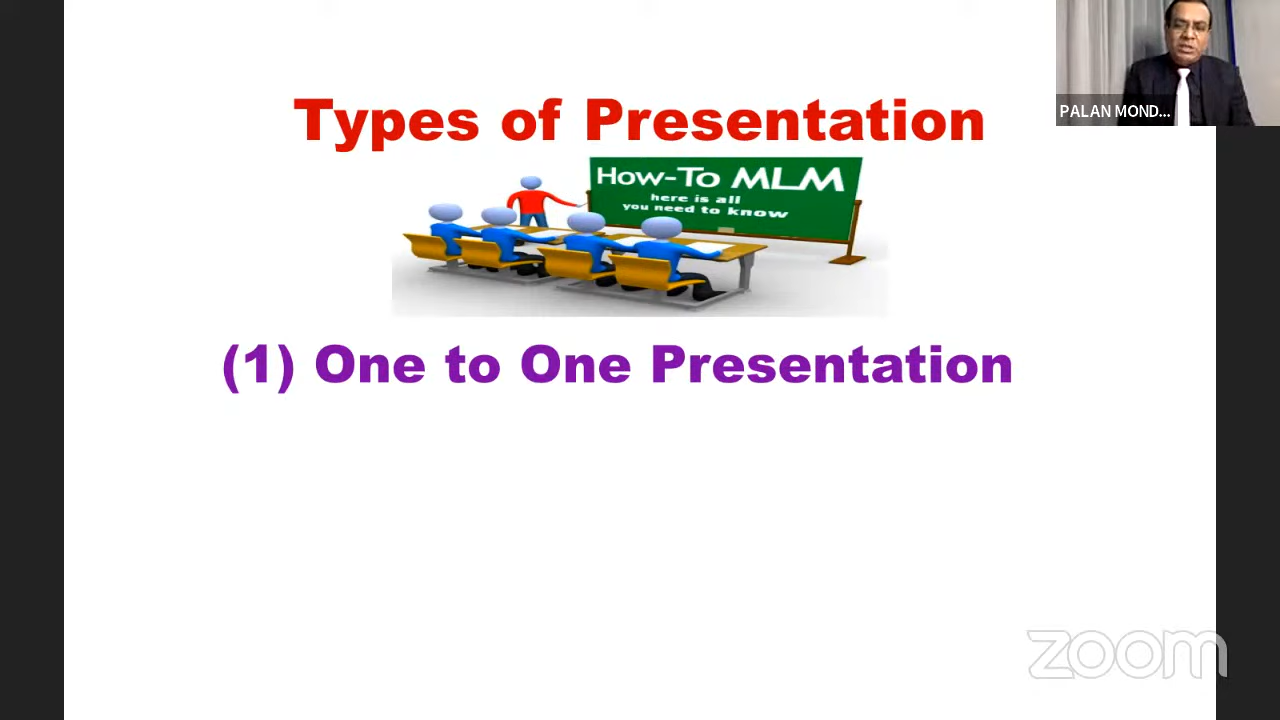 PALAN MOND...
Types of Presentation
How-To MLM
here is all
you need to know
(1) One to One Presentation
zoom